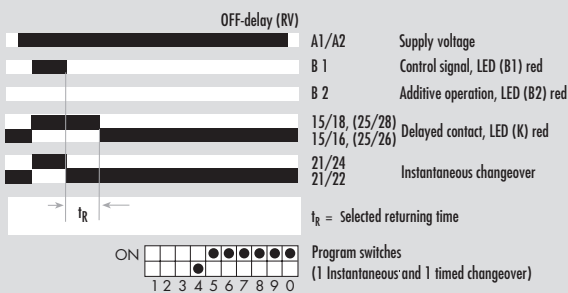 OFF-delay (RV)
A1/A2 Supply voltage
B 1 Control signal, LED (B1) red
B 2 Additive operation, LED (B2) red
15/18, (25/28)
15/16, (25/26) Delayed contact, LED (K) red
21/24
21/22 Instantaneous changeover
tR
tR = Selected returning time
ON Program switches
(1 Instantaneous and 1 timed changeover)
1 2 3 4 5 6 7 8 9 0